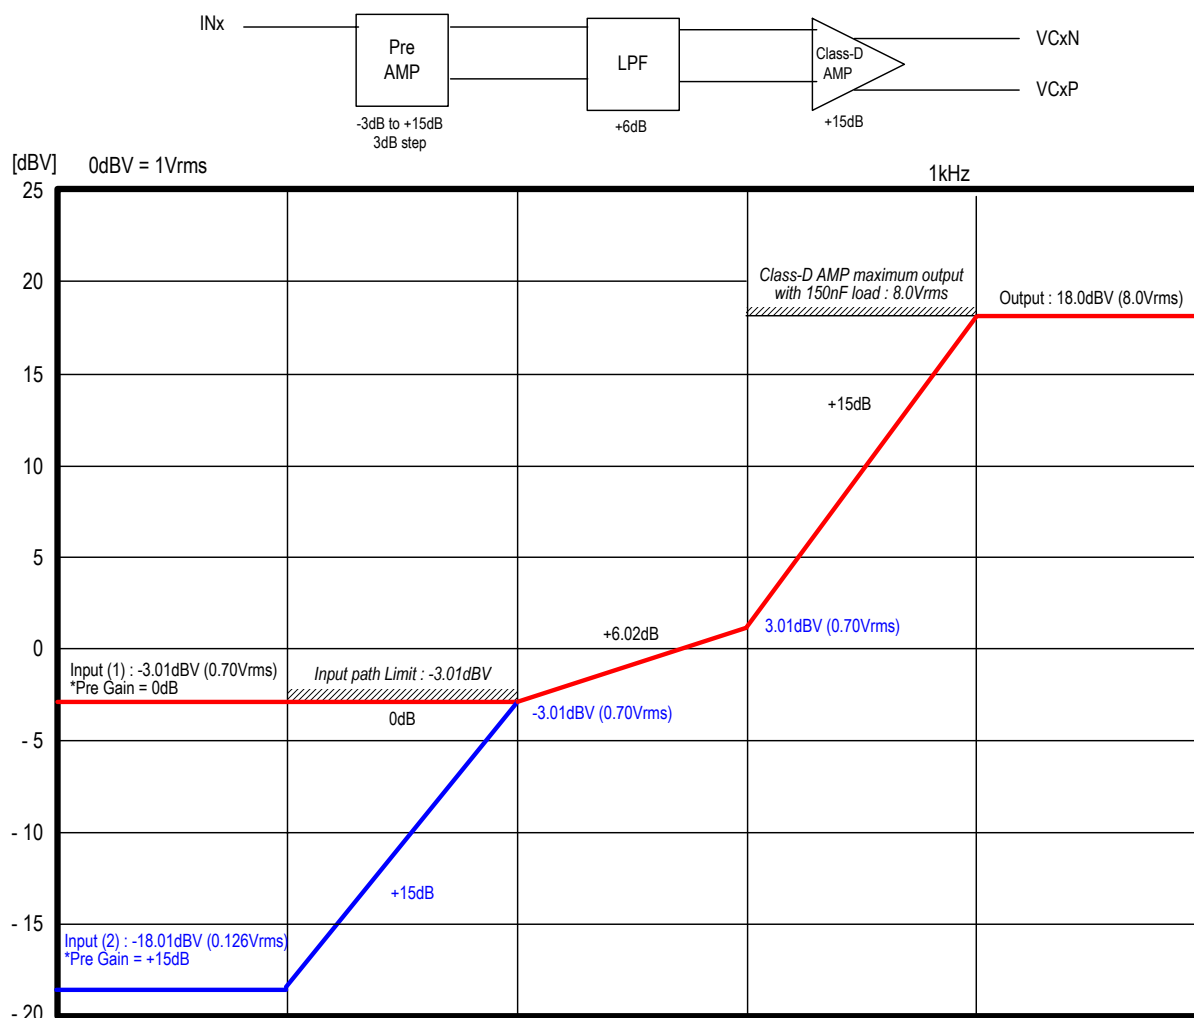 INx
Pre
AMP
LPF
Class-D
AMP
VCxN
VCxP
-3dB to +15dB
3dB step
+6dB
+15dB
[dBV]
0dBV = 1Vrms
1kHz
25
20
Class-D AMP maximum output
with 150nF load : 8.0Vrms
Output : 18.0dBV (8.0Vrms)
15
+15dB
10
5
+6.02dB
3.01dBV (0.70Vrms)
0
Input (1) : -3.01dBV (0.70Vrms)
*Pre Gain = 0dB
Input path Limit : -3.01dBV
0dB
-3.01dBV (0.70Vrms)
- 5
- 10
+15dB
- 15
Input (2) : -18.01dBV (0.126Vrms)
*Pre Gain = +15dB
- 20